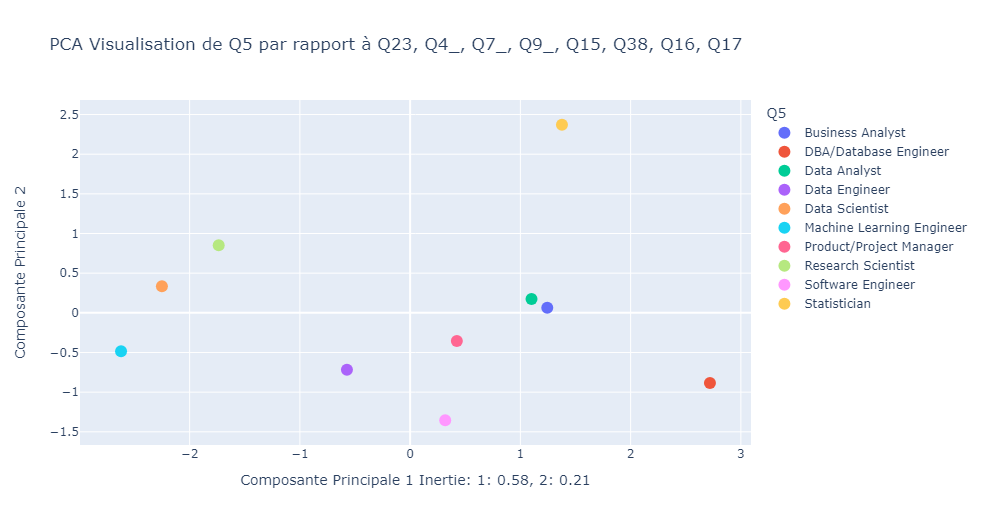 PCA Visualisation de Q5 par rapport à Q23, Q4_, Q7_, Q9_, Q15, Q38, Q16, Q17
Composante Principale 2
2.5
2
1.5
1
0.5
0
−0.5
−1
−1.5
−2
−1
0
1
2
3
Composante Principale 1 Inertie: 1: 0.58, 2: 0.21
Q5
Business Analyst
DBA/Database Engineer
Data Analyst
Data Engineer
Data Scientist
Machine Learning Engineer
Product/Project Manager
Research Scientist
Software Engineer
Statistician